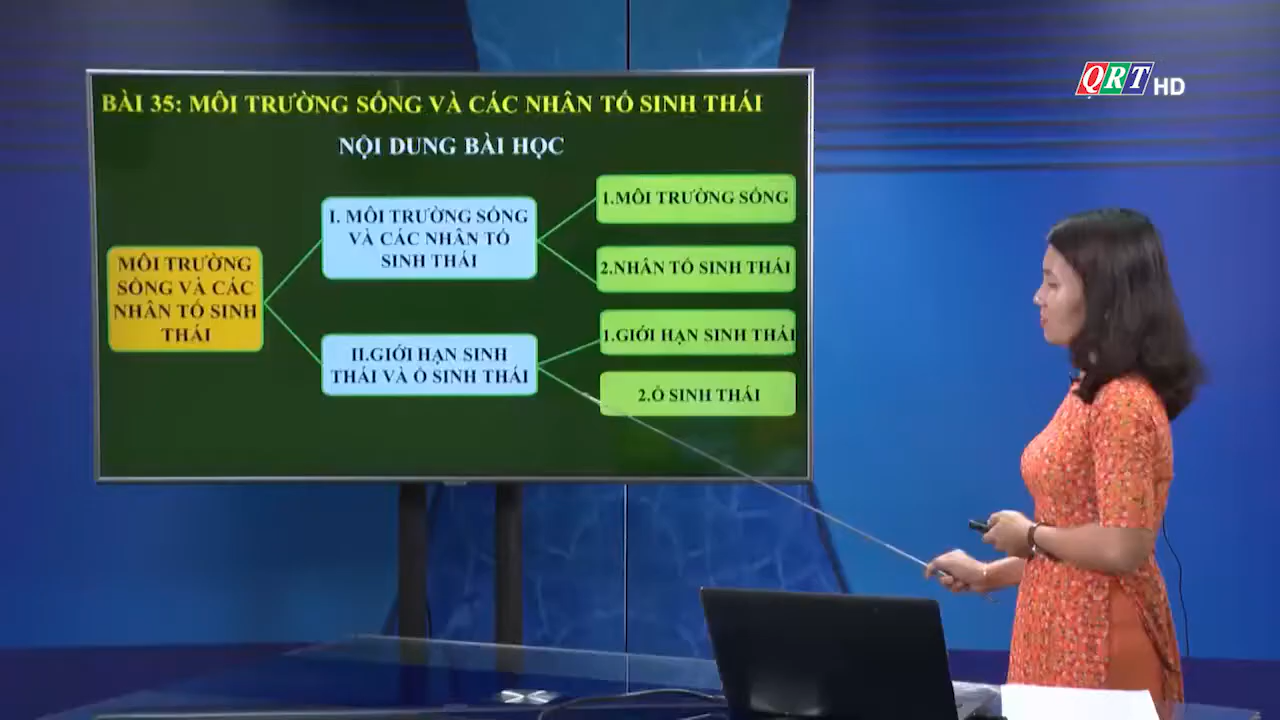 QRT HD
BÀI 35: MÔI TRƯỜNG SỐNG VÀ CÁC NHÂN TỐ SINH THÁI
NỘI DUNG BÀI HỌC
MÔI TRƯỜNG
SỐNG VÀ CÁC
NHÂN TỐ SINH
THÁI
I. MÔI TRƯỜNG SỐNG
VÀ CÁC NHÂN TỐ
SINH THÁI
1.MÔI TRƯỜNG SỐNG
2.NHÂN TỐ SINH THÁI
II.GIỚI HẠN SINH
THÁI VÀ Ổ SINH THÁI
1.GIỚI HẠN SINH THÁI
2.Ổ SINH THÁI